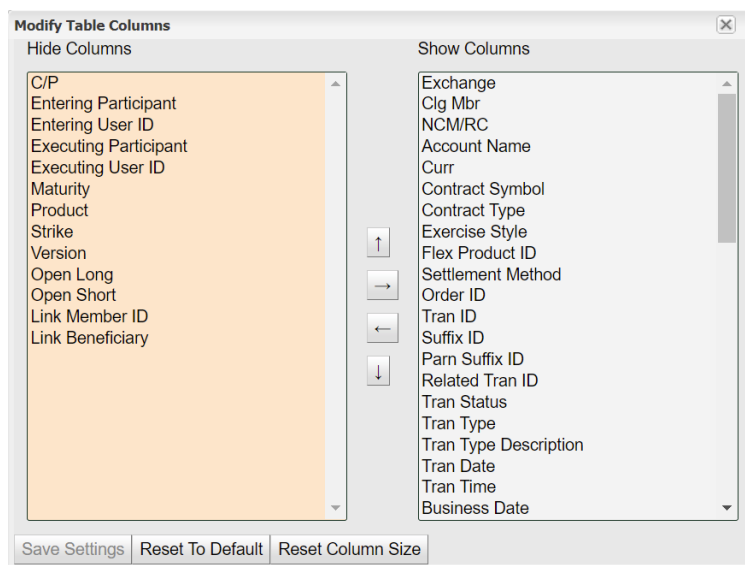 Modify Table Columns
Hide Columns
Show Columns
C/P
Entering Participant
Entering User ID
Executing Participant
Executing User ID
Maturity
Product
Strike
Version
Open Long
Open Short
Link Member ID
Link Beneficiary
↑
→
←
↓
Exchange
Clg Mbr
NCM/RC
Account Name
Curr
Contract Symbol
Contract Type
Exercise Style
Flex Product ID
Settlement Method
Order ID
Tran ID
Suffix ID
Parn Suffix ID
Related Tran ID
Tran Status
Tran Type
Tran Type Description
Tran Date
Tran Time
Business Date
Save Settings Reset To Default Reset Column Size